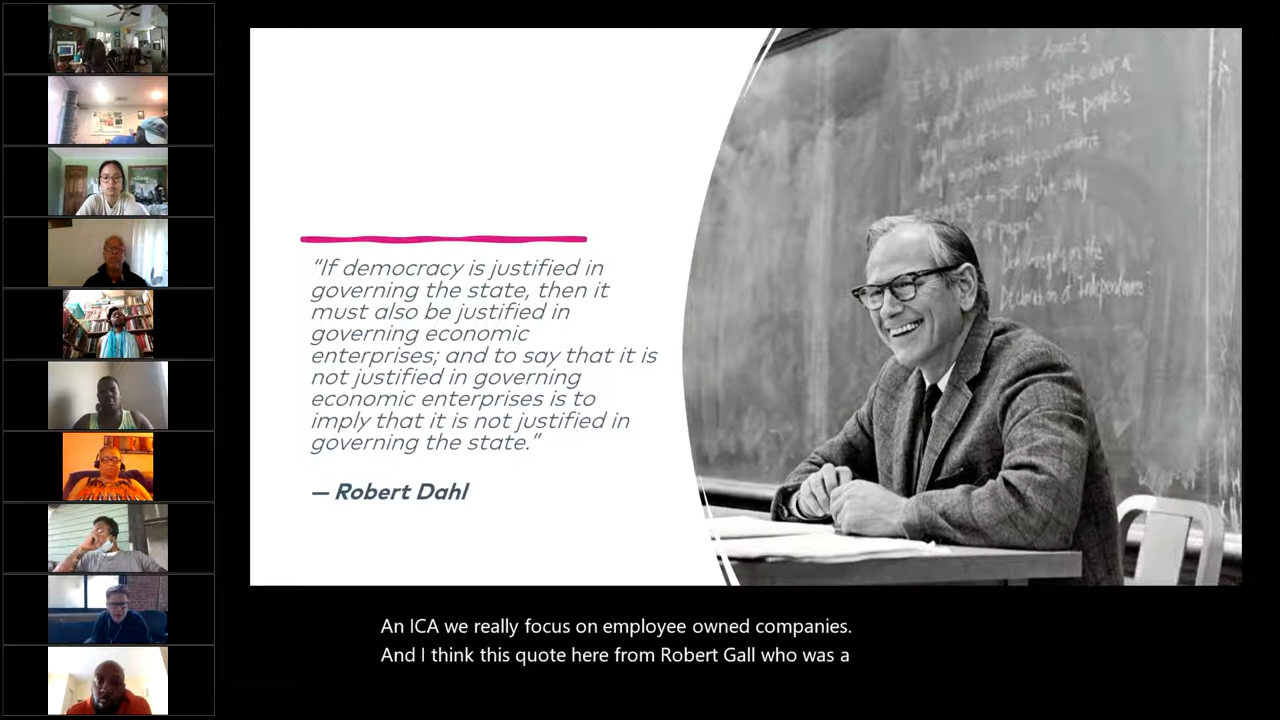 “If democracy is justified in
governing the state, then it
must also be justified in
governing economic
enterprises; and to say that it is
not justified in governing
economic enterprises is to
imply that it is not justified in
governing the state.”
— Robert Dahl
the people's
Declaration of Independence
An ICA we really focus on employee owned companies.
And I think this quote here from Robert Gall who was a